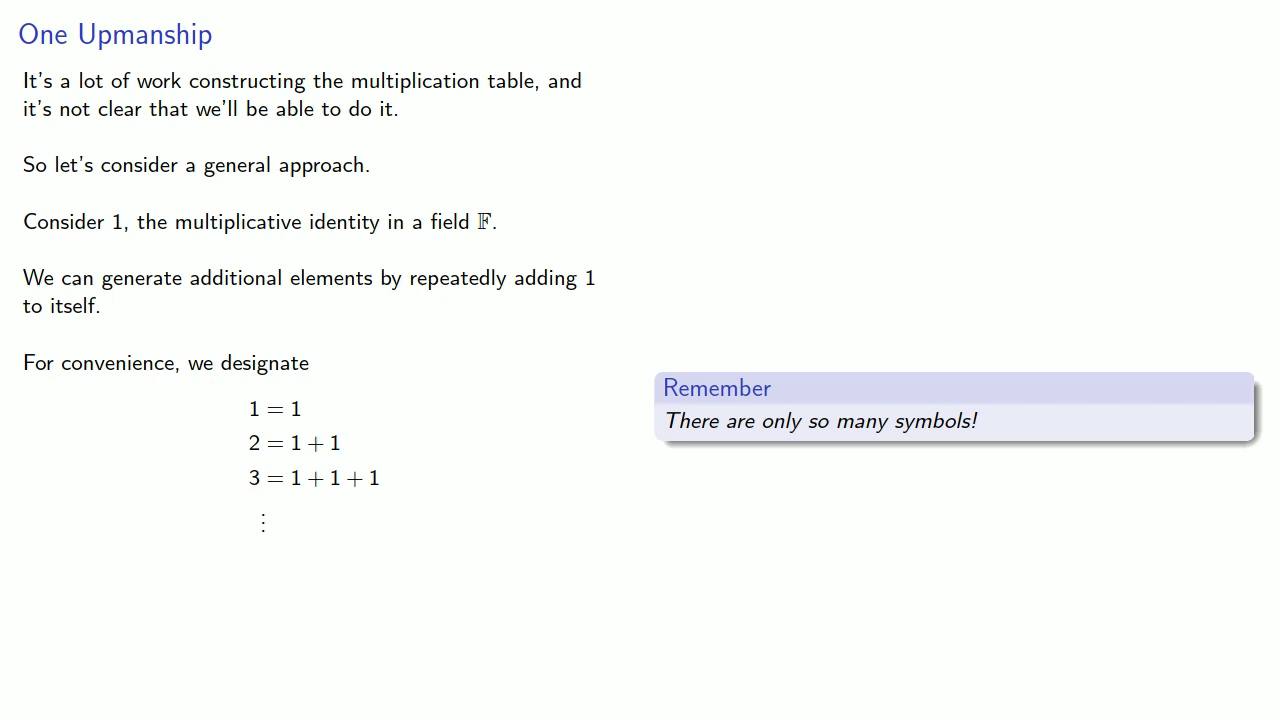 One Upmanship
It's a lot of work constructing the multiplication table, and
it's not clear that we'll be able to do it.
So let's consider a general approach.
Consider 1, the multiplicative identity in a field 𝔽.
We can generate additional elements by repeatedly adding 1
to itself.
For convenience, we designate
1 = 1
2 = 1 + 1
3 = 1 + 1 + 1
⋮
Remember
There are only so many symbols!